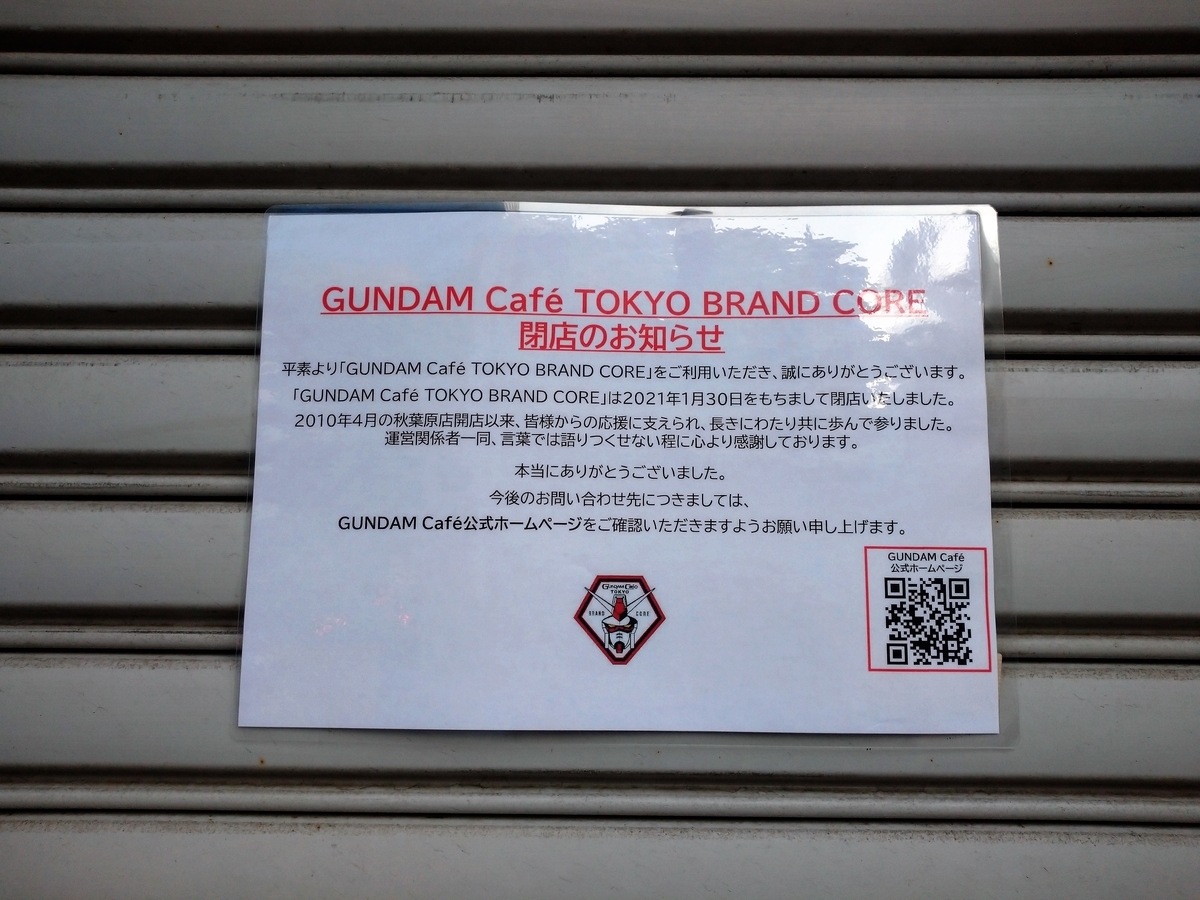 GUNDAM Café TOKYO BRAND CORE
閉店のお知らせ
平素より「GUNDAM Café TOKYO BRAND CORE」をご利用いただき、誠にありがとうございます。
「GUNDAM Café TOKYO BRAND CORE」は2021年1月30日をもちまして閉店いたしました。
2010年4月の秋葉原店開店以来、皆様からの応援に支えられ、長きにわたり共に歩んで参りました。
運営関係者一同、言葉では語りつくせない程に心より感謝しております。
本当にありがとうございました。
今後のお問い合わせ先につきましては、
GUNDAM Café公式ホームページをご確認いただきますようお願い申し上げます。
GUNDAM Café
公式ホームページ
GUNDAM Café
TOKYO
BRAND CORE